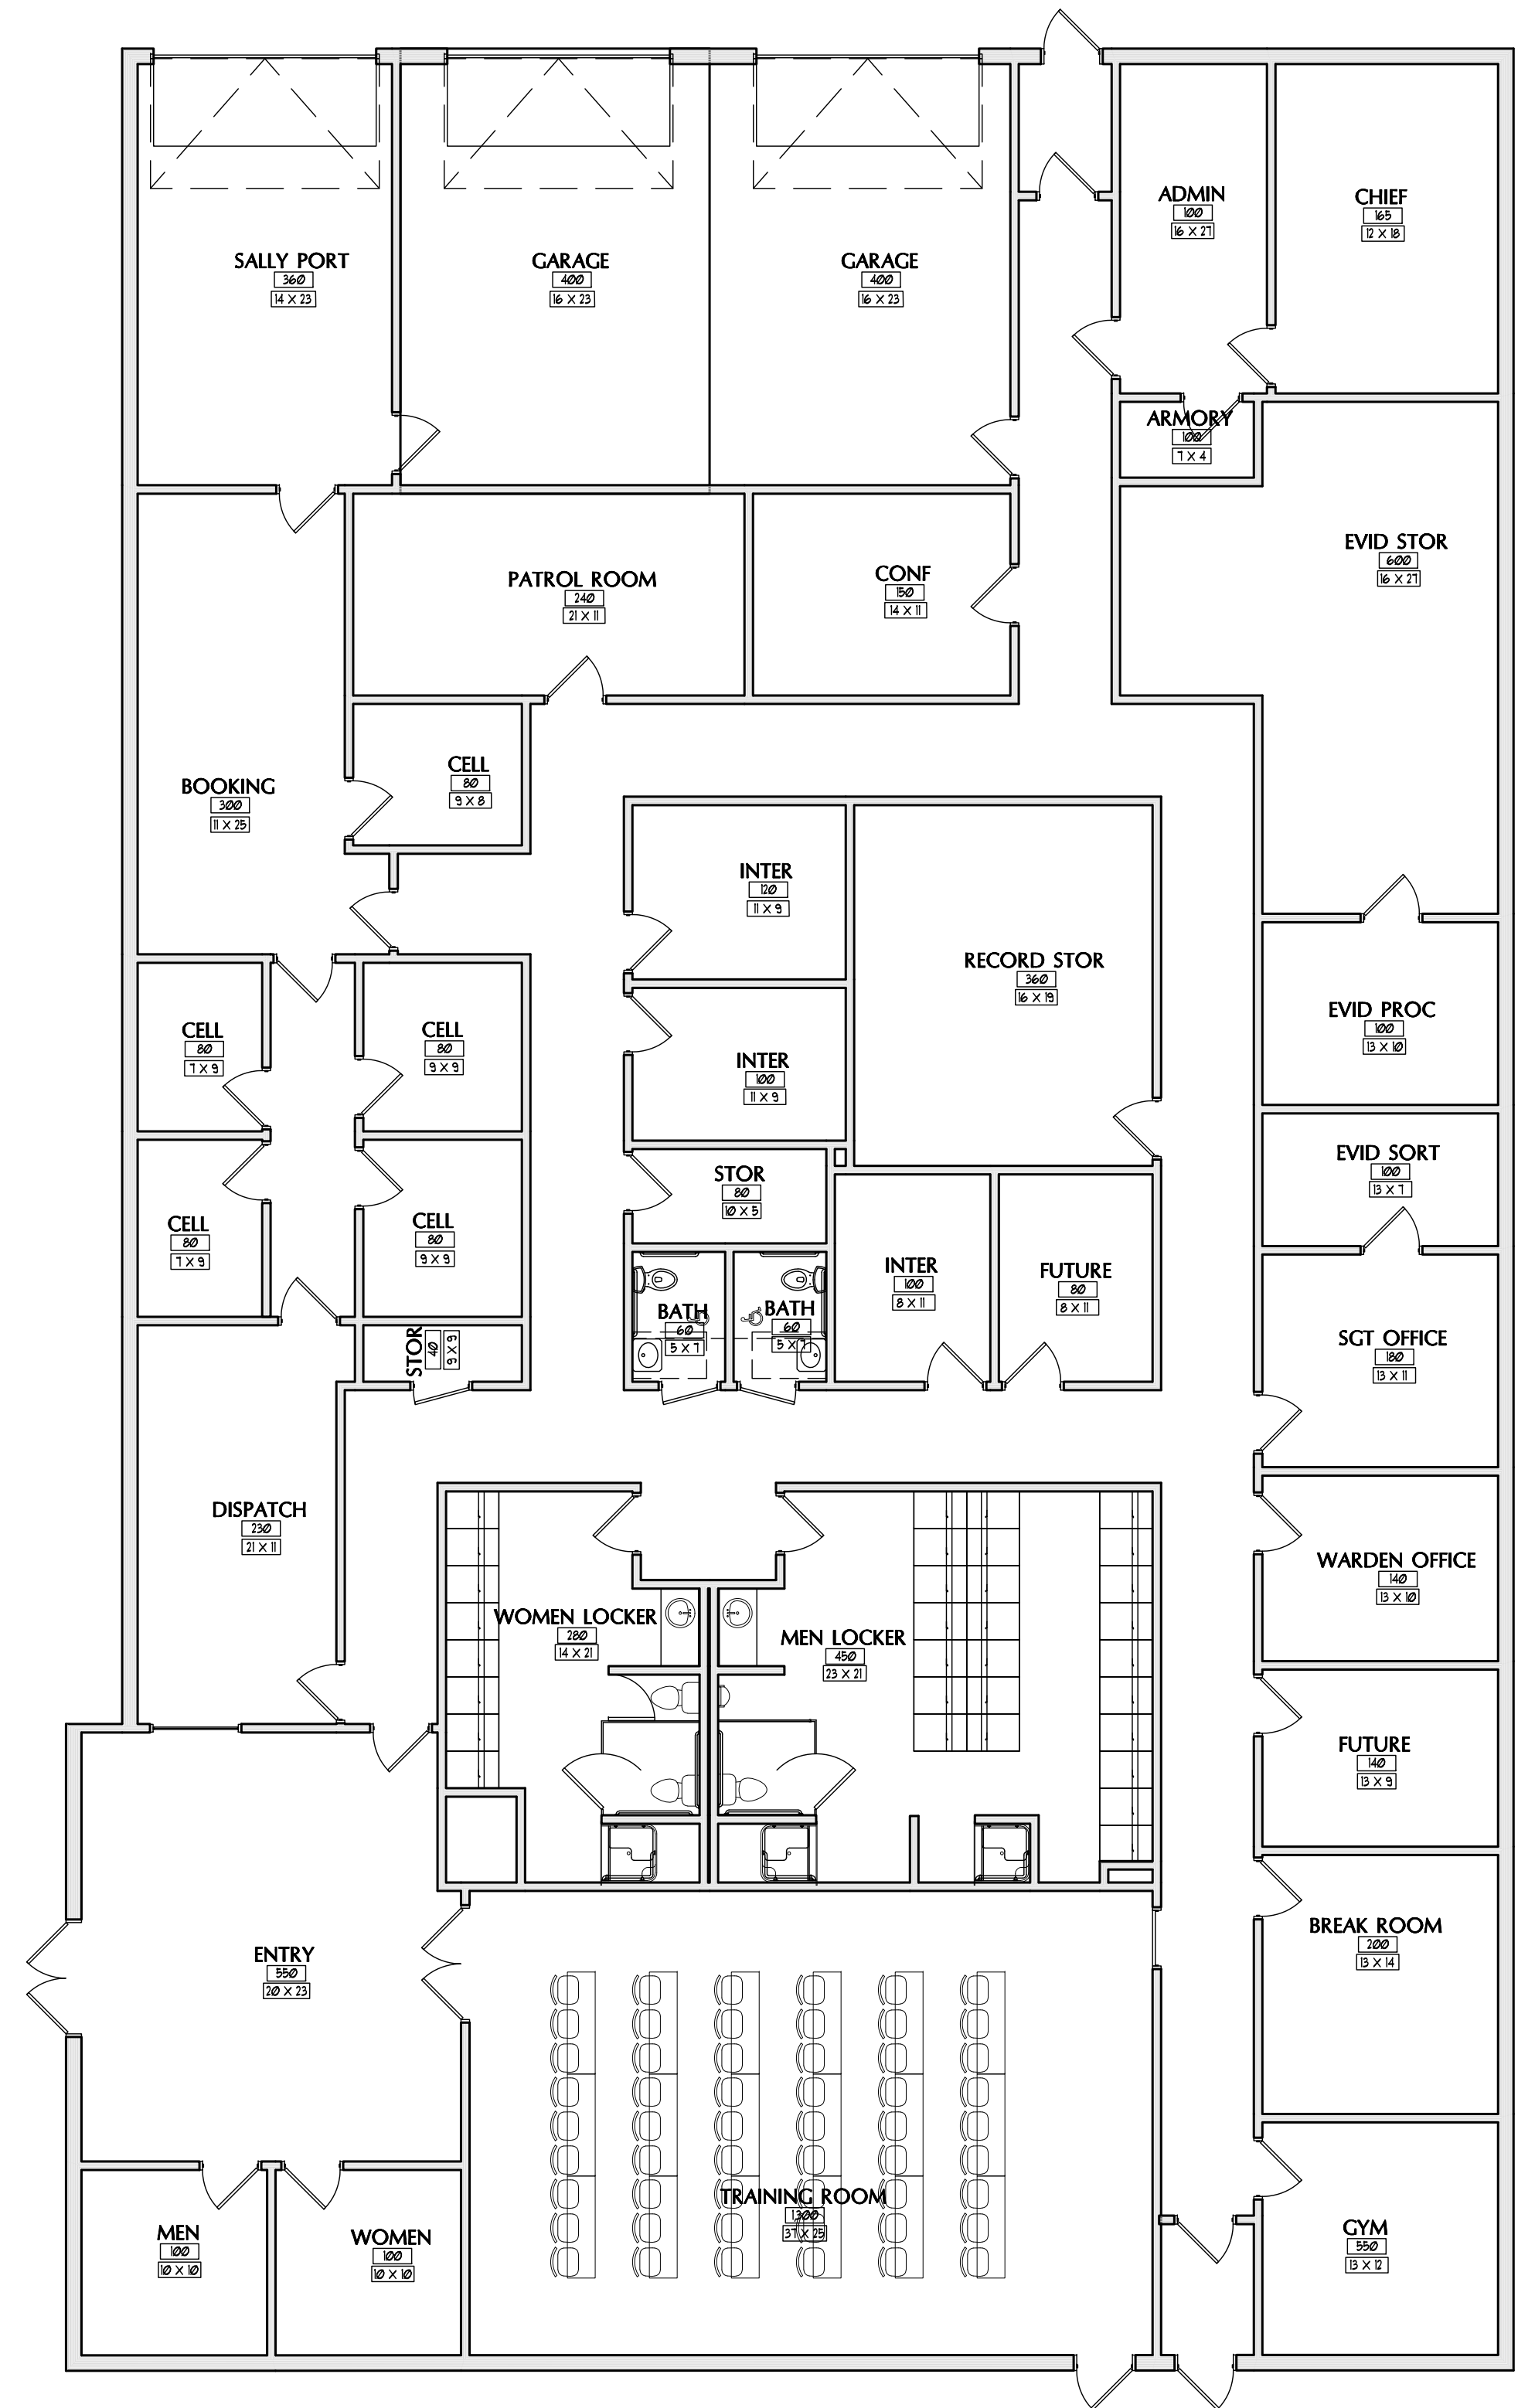 SALLY PORT
360
14 X 23
GARAGE
400
16 X 23
GARAGE
400
16 X 23
ADMIN
100
16 X 27
CHIEF
165
12 X 18
ARMORY
100
7 X 4
EVID STOR
600
16 X 27
PATROL ROOM
240
21 X 11
CONF
150
14 X 11
CELL
80
9 X 8
BOOKING
300
11 X 25
INTER
120
11 X 9
RECORD STOR
360
16 X 19
EVID PROC
100
13 X 10
CELL
80
7 X 9
CELL
80
9 X 9
INTER
100
11 X 9
STOR
80
10 X 5
EVID SORT
100
13 X 7
CELL
80
7 X 9
CELL
80
9 X 9
BATH
60
5 X 7
BATH
60
5 X 7
INTER
100
8 X 11
FUTURE
80
8 X 11
STOR
40
9 X 9
SGT OFFICE
180
13 X 11
DISPATCH
230
21 X 11
WOMEN LOCKER
280
14 X 21
MEN LOCKER
450
23 X 21
WARDEN OFFICE
140
13 X 10
FUTURE
140
13 X 9
ENTRY
550
20 X 23
BREAK ROOM
200
13 X 14
TRAINING ROOM
1,300
37 X 25
MEN
100
10 X 10
WOMEN
100
10 X 10
GYM
550
13 X 12